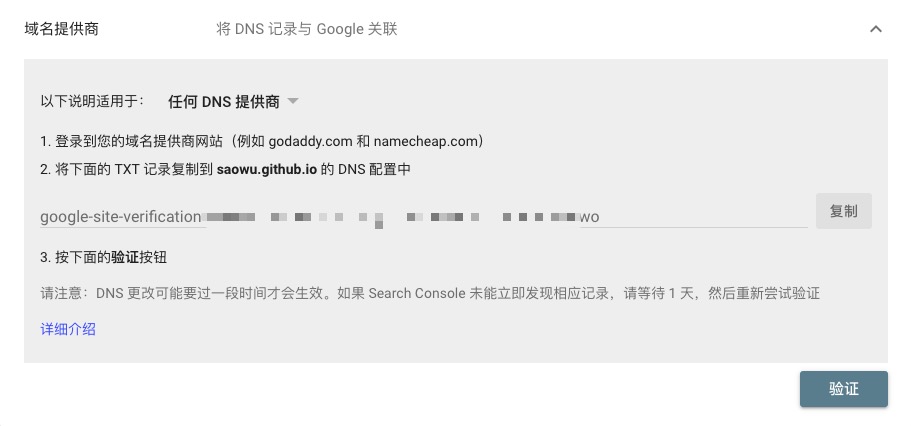 域名提供商 将 DNS 记录与 Google 关联
以下说明适用于： 任何 DNS 提供商
1. 登录到您的域名提供商网站（例如 godaddy.com 和 namecheap.com）
2. 将下面的 TXT 记录复制到 saowu.github.io 的 DNS 配置中
google-site-verification wo 复制
3. 按下面的验证按钮
请注意：DNS 更改可能要过一段时间才会生效。如果 Search Console 未能立即发现相应记录，请等待 1 天，然后重新尝试验证
详细介绍
验证